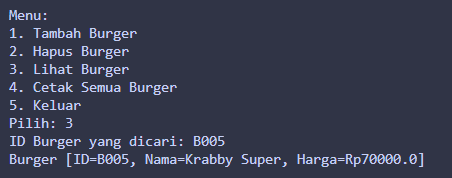 Menu:
1. Tambah Burger
2. Hapus Burger
3. Lihat Burger
4. Cetak Semua Burger
5. Keluar
Pilih: 3
ID Burger yang dicari: B005
Burger [ID=B005, Nama=Krabby Super, Harga=Rp70000.0]